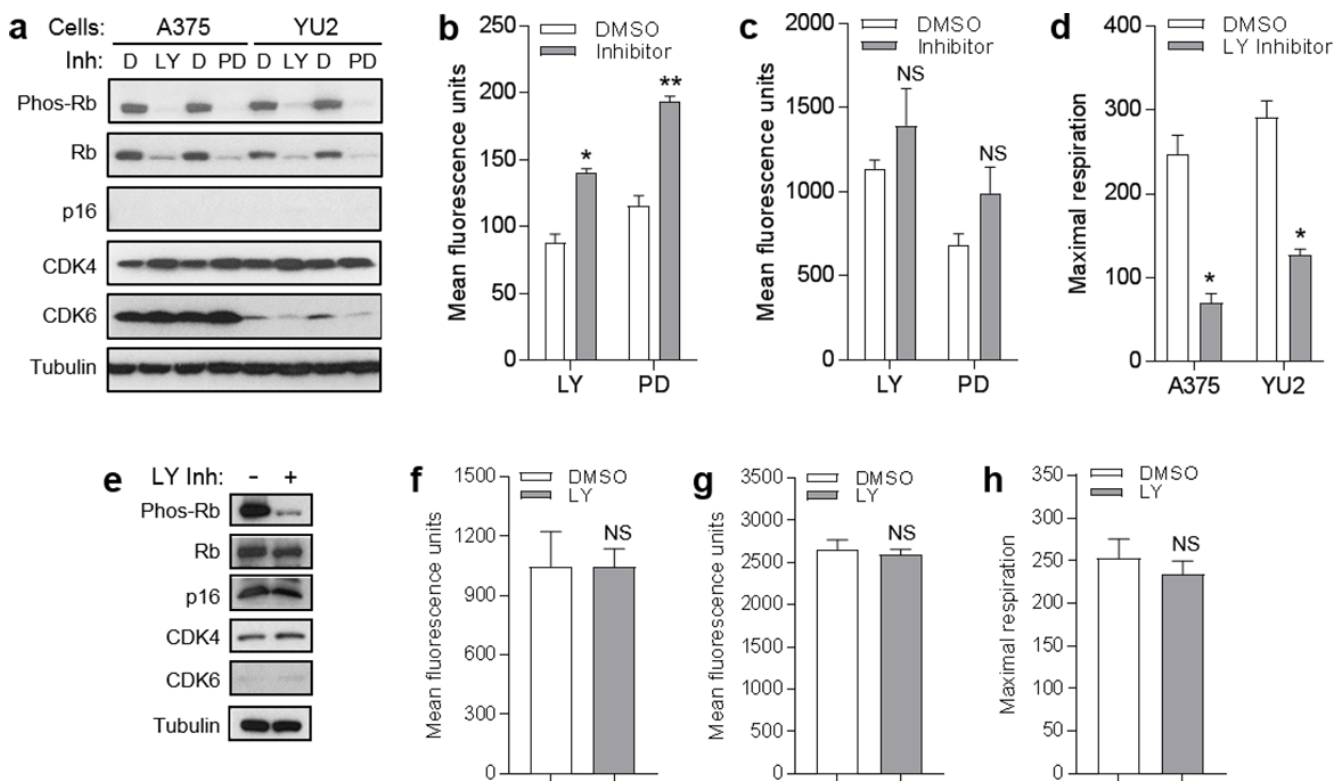 a
Cells: A375 YU2
Inh: D LY D PD D LY D PD
Phos-Rb
Rb
p16
CDK4
CDK6
Tubulin
b
DMSO
Inhibitor
Mean fluorescence units
250
200
150
100
50
0
*
**
LY PD
c
DMSO
Inhibitor
Mean fluorescence units
2000
1500
1000
500
0
NS
NS
LY PD
d
DMSO
LY Inhibitor
Maximal respiration
400
300
200
100
0
*
*
A375 YU2
e
LY Inh: - +
Phos-Rb
Rb
p16
CDK4
CDK6
Tubulin
f
DMSO
LY
Mean fluorescence units
1500
1200
900
600
300
0
NS
g
DMSO
LY
Mean fluorescence units
3500
3000
2500
2000
1500
1000
500
0
NS
h
DMSO
LY
Maximal respiration
350
300
250
200
150
100
50
0
NS